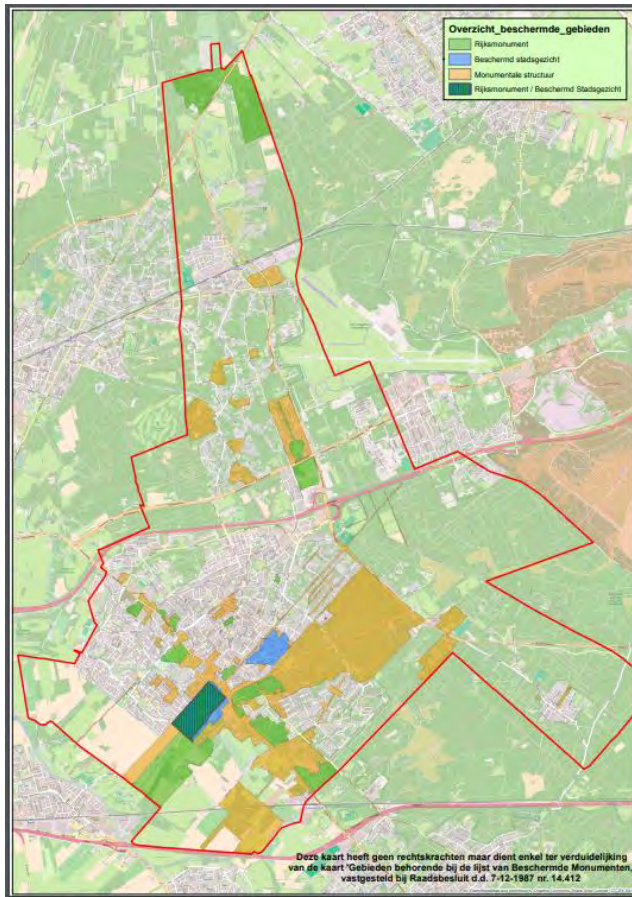 Overzicht_beschermde_gebieden
Rijksmonument
Beschermd stadsgezicht
Monumentale structuur
Rijksmonument / Beschermd Stadsgezicht
Deze kaart heeft geen rechtskrachten maar dient enkel ter verduidelijking
van de kaart 'Gebieden behorende bij de lijst van Beschermde Monumenten,
vastgesteld bij Raadsbesluit d.d. 7-12-1987 nr. 14.412